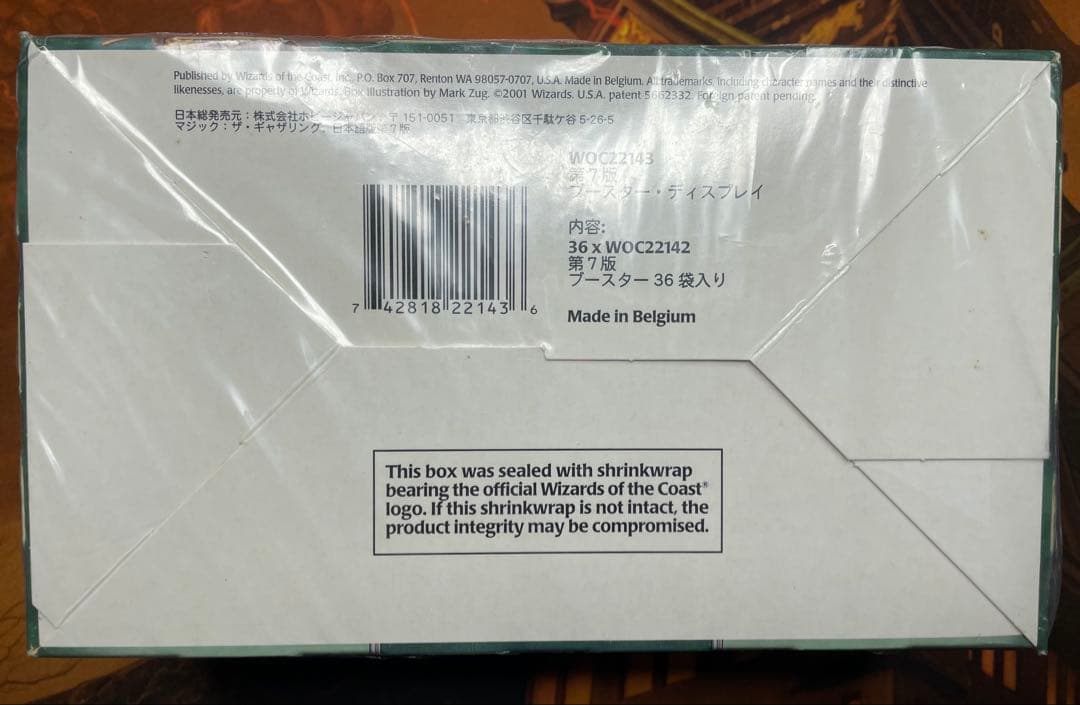 Published by Wizards of the Coast, Inc., P.O. Box 707, Renton WA 98057-0707, U.S.A. Made in Belgium. All trademarks, including character names and their distinctive
likenesses, are property of Wizards. Box illustration by Mark Zug. ©2001 Wizards. U.S.A. patent 5662332. Foreign patent pending.
日本総発売元：株式会社ホビージャパン 〒 151-0051 東京都渋谷区千駄ケ谷 5-26-5
マジック：ザ・ギャザリング 日本語版第7版
WOC22143
第7版
ブースター・ディスプレイ
内容:
36 x WOC22142
第7版
ブースター 36 袋入り
Made in Belgium
7 42818 22143 6
This box was sealed with shrinkwrap
bearing the official Wizards of the Coast®
logo. If this shrinkwrap is not intact, the
product integrity may be compromised.